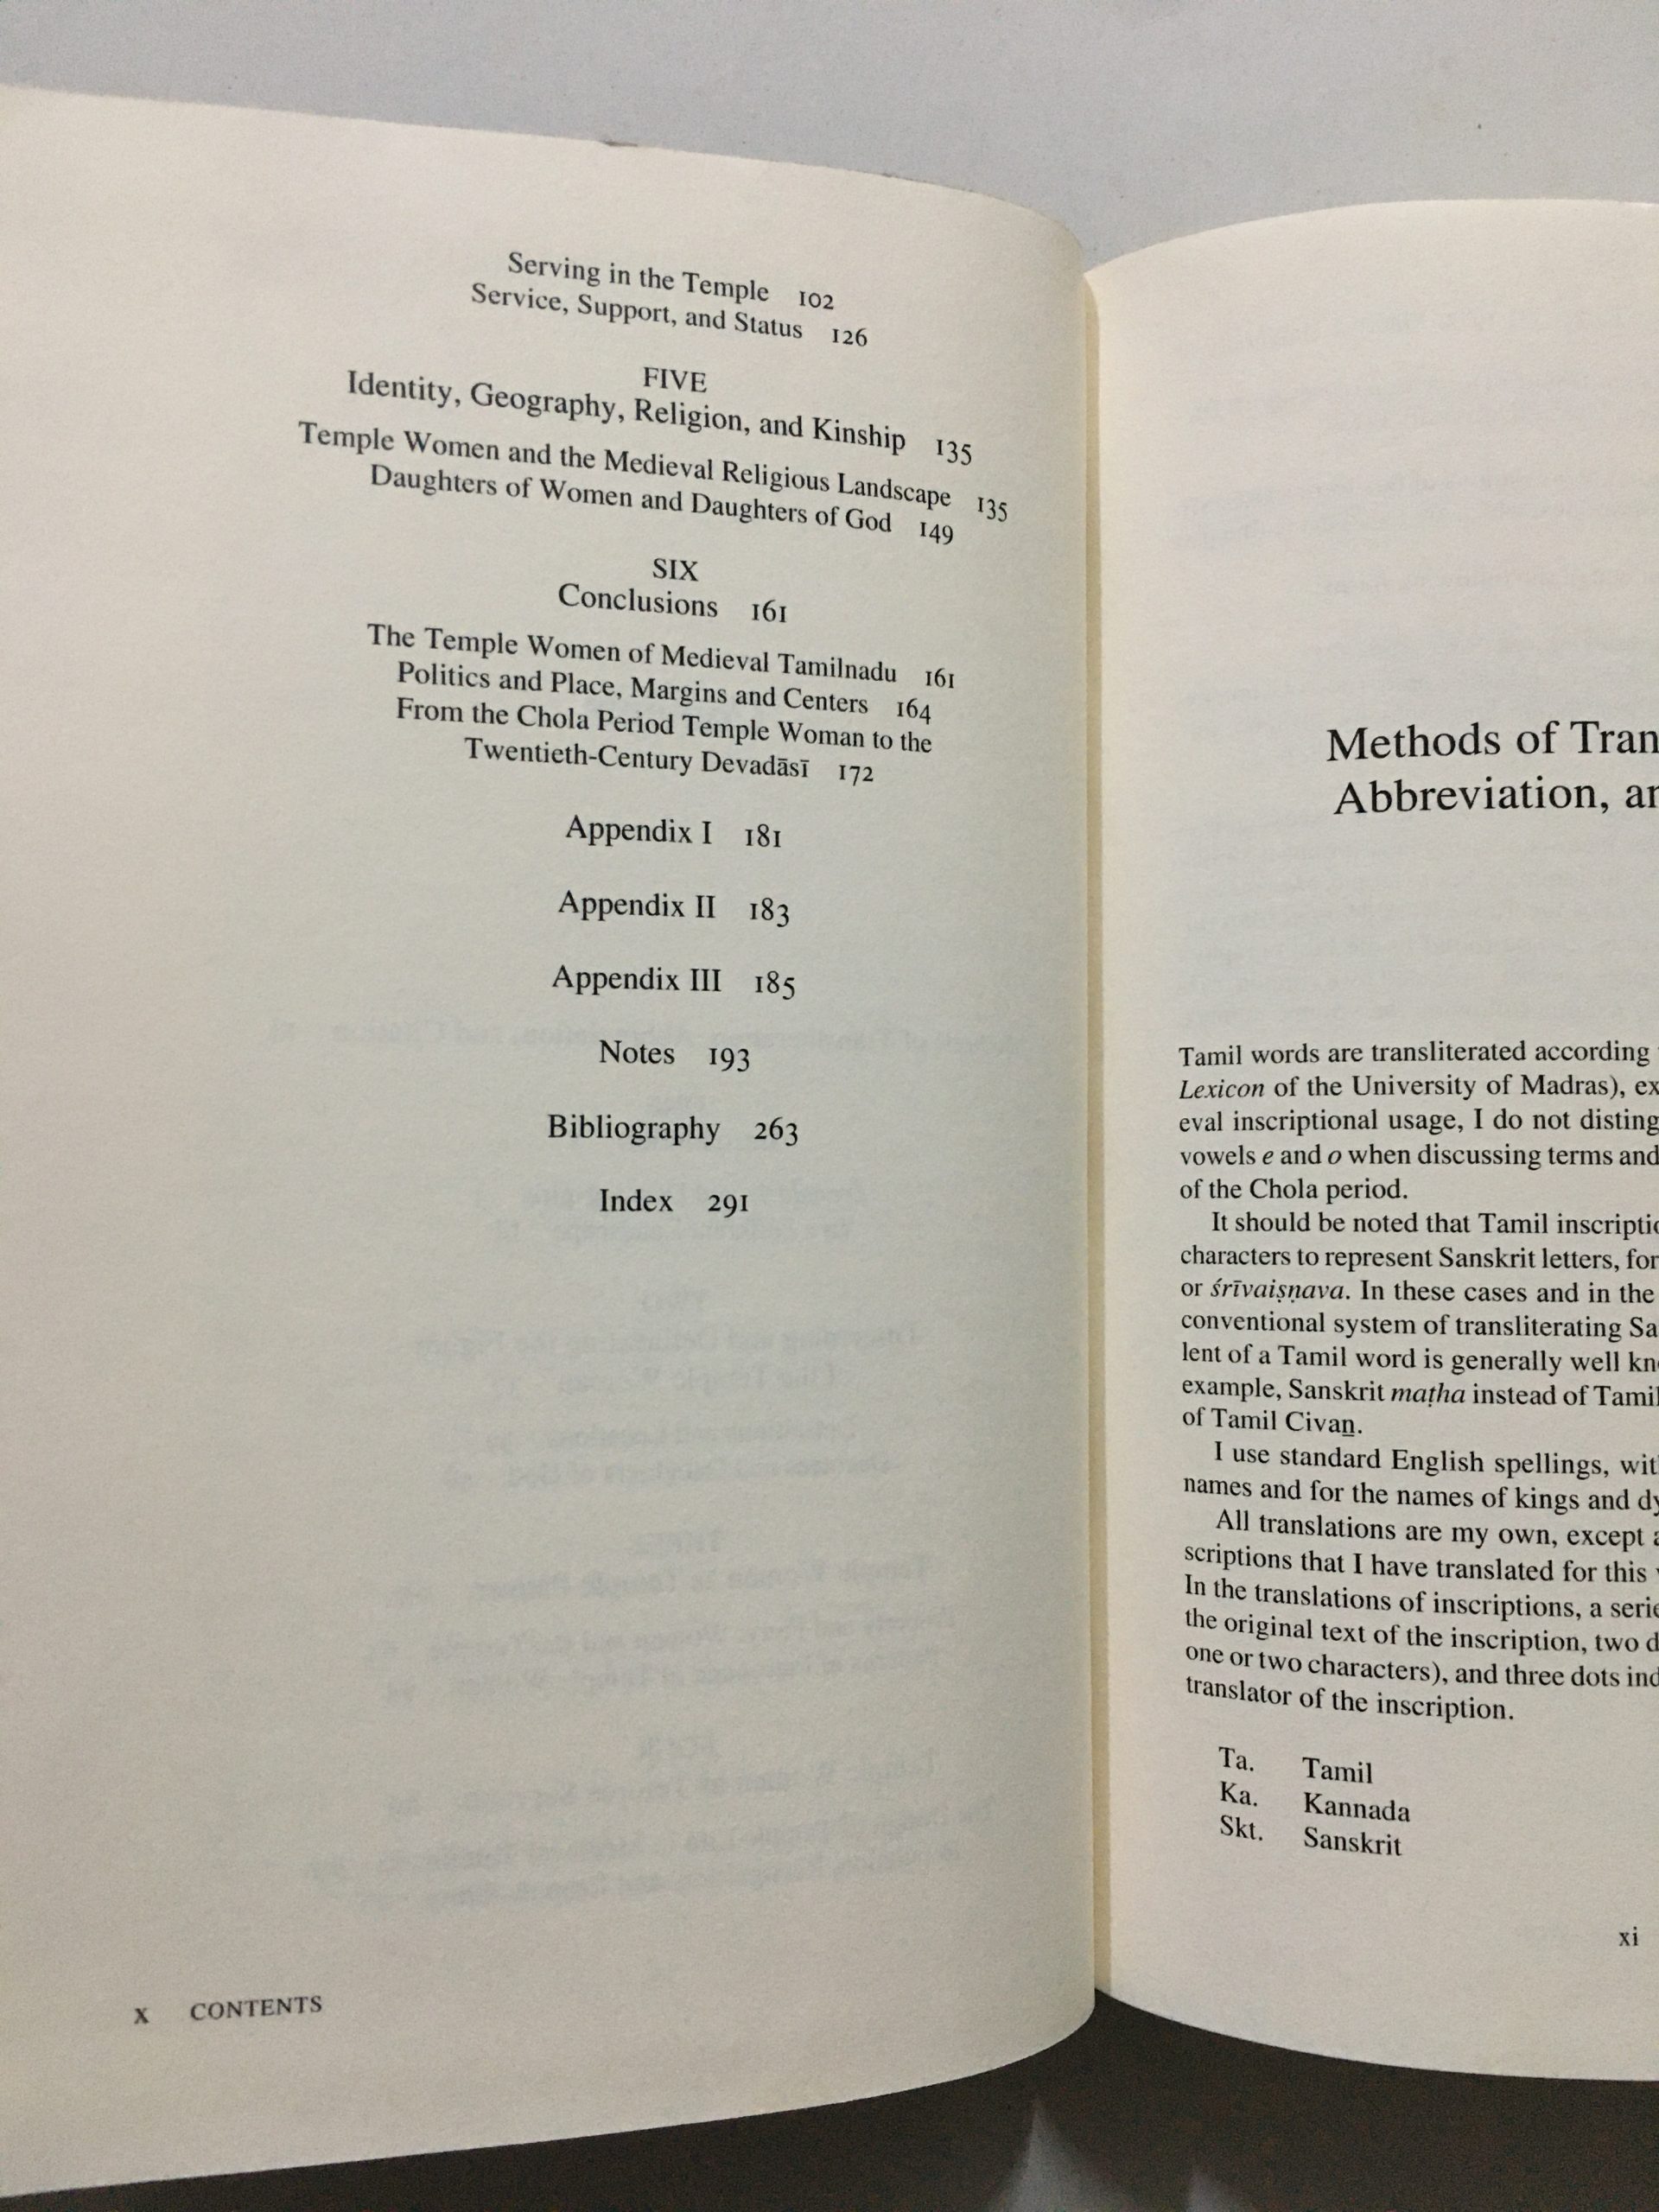 Serving in the Temple 102
Service, Support, and Status 126
FIVE
Identity, Geography, Religion, and Kinship 135
Temple Women and the Medieval Religious Landscape 135
Daughters of Women and Daughters of God 149
SIX
Conclusions 161
The Temple Women of Medieval Tamilnadu 161
Politics and Place, Margins and Centers 164
From the Chola Period Temple Woman to the
Twentieth-Century Devadāsī 172
Appendix I 181
Appendix II 183
Appendix III 185
Notes 193
Bibliography 263
Index 291
x CONTENTS
Methods of Tran
Abbreviation, an
Tamil words are transliterated according
Lexicon of the University of Madras), ex
eval inscriptional usage, I do not disting
vowels e and o when discussing terms and
of the Chola period.
It should be noted that Tamil inscriptio
characters to represent Sanskrit letters, for
or śrīvaiṣṇava. In these cases and in the
conventional system of transliterating Sa
lent of a Tamil word is generally well kn
example, Sanskrit maṭha instead of Tamil
of Tamil Civaṉ.
I use standard English spellings, wit
names and for the names of kings and dy
All translations are my own, except a
scriptions that I have translated for this
In the translations of inscriptions, a serie
the original text of the inscription, two d
one or two characters), and three dots ind
translator of the inscription.
Ta. Tamil
Ka. Kannada
Skt. Sanskrit
xi